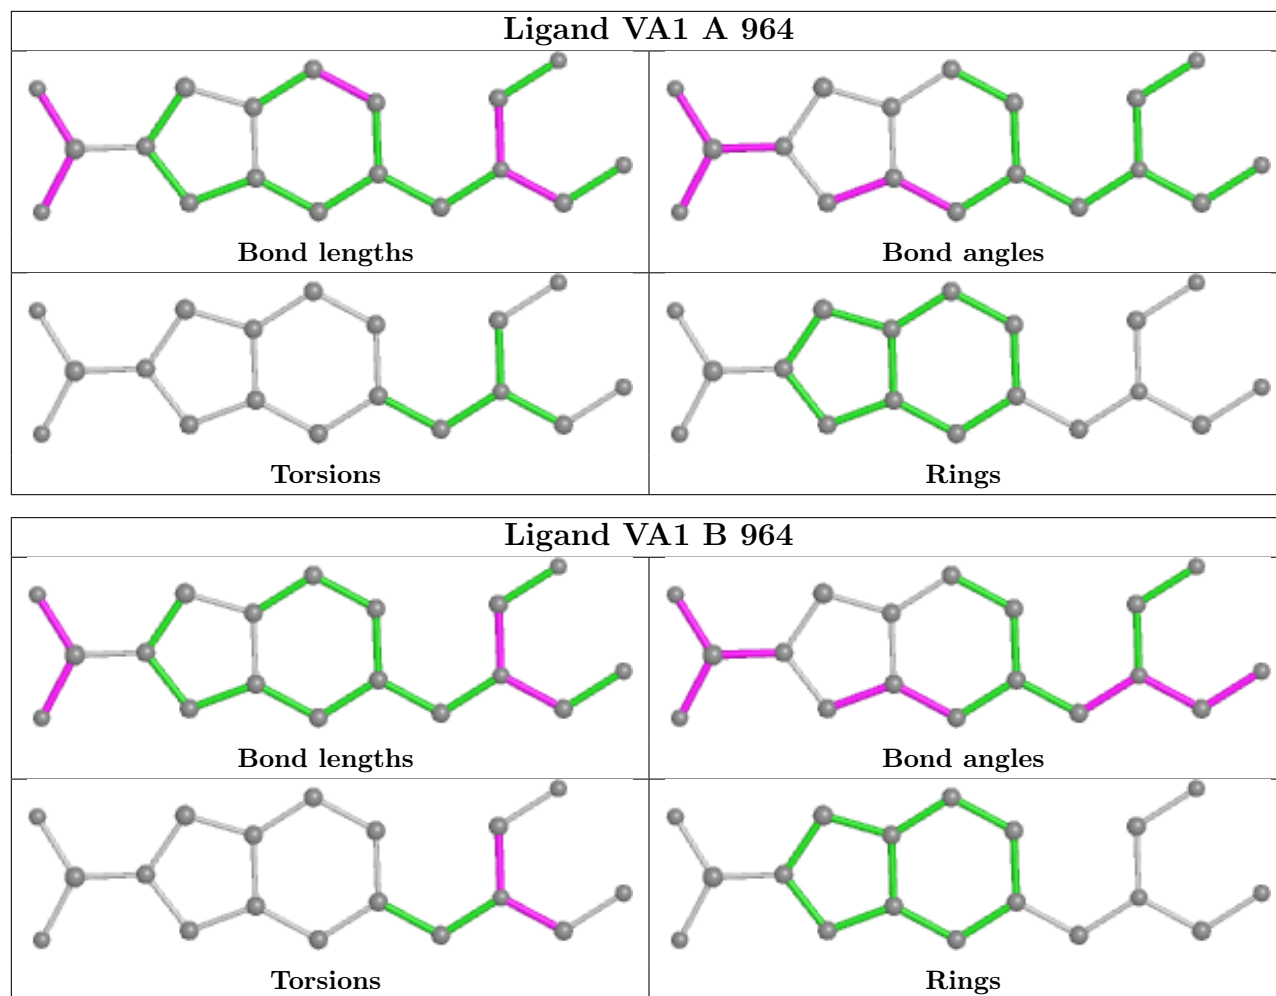 Ligand VA1 A 964
Bond lengths
Bond angles
Torsions
Rings
Ligand VA1 B 964
Bond lengths
Bond angles
Torsions
Rings